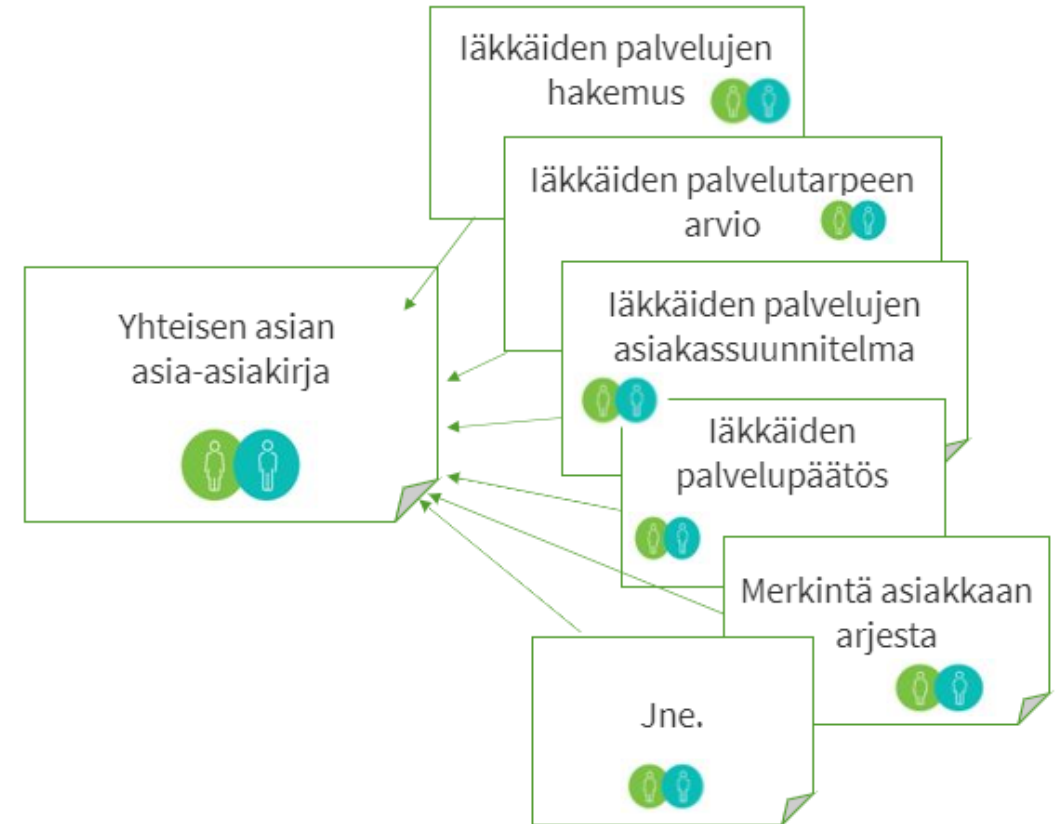 Iäkkäiden palvelujen
hakemus
Iäkkäiden palvelutarpeen
arvio
Yhteisen asian
asia-asiakirja
Iäkkäiden palvelujen
asiakassuunnitelma
Iäkkäiden
palvelupäätös
Merkintä asiakkaan
arjesta
Jne.